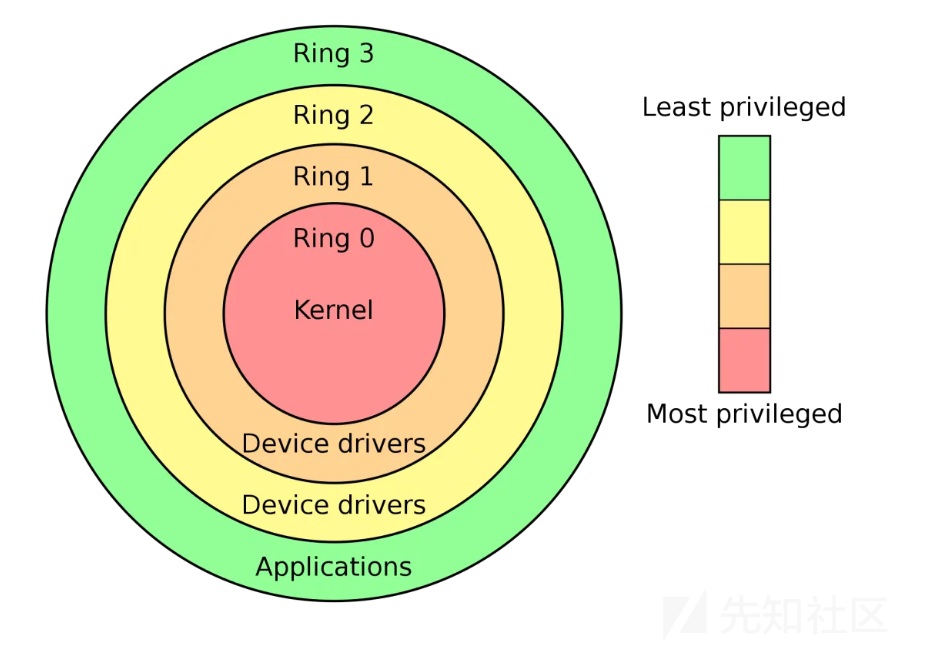 Ring 3
Ring 2
Ring 1
Ring 0
Kernel
Device drivers
Device drivers
Applications
Least privileged
Most privileged
先知社区